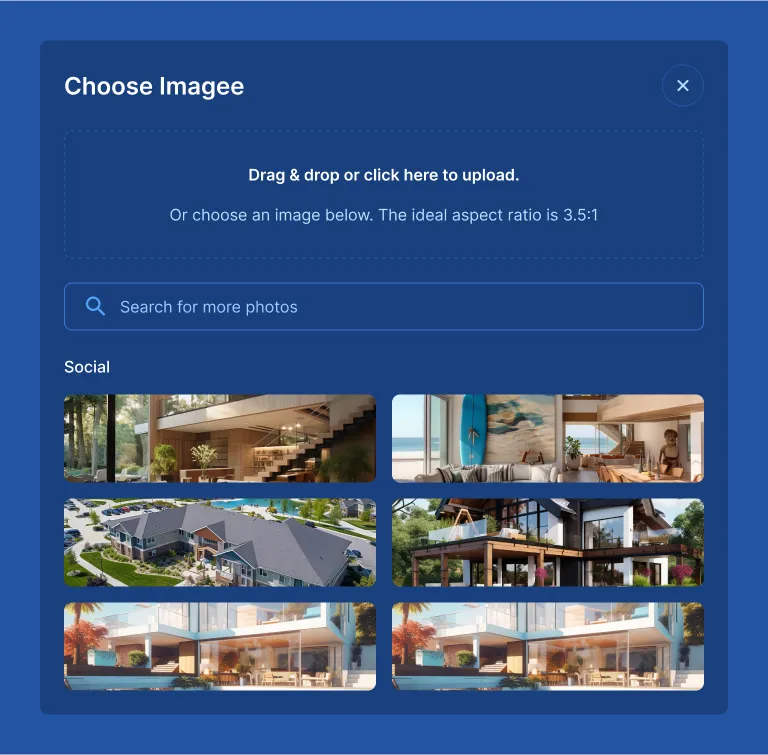 Choose Imagee
Drag & drop or click here to upload.
Or choose an image below. The ideal aspect ratio is 3.5:1
Search for more photos
Social